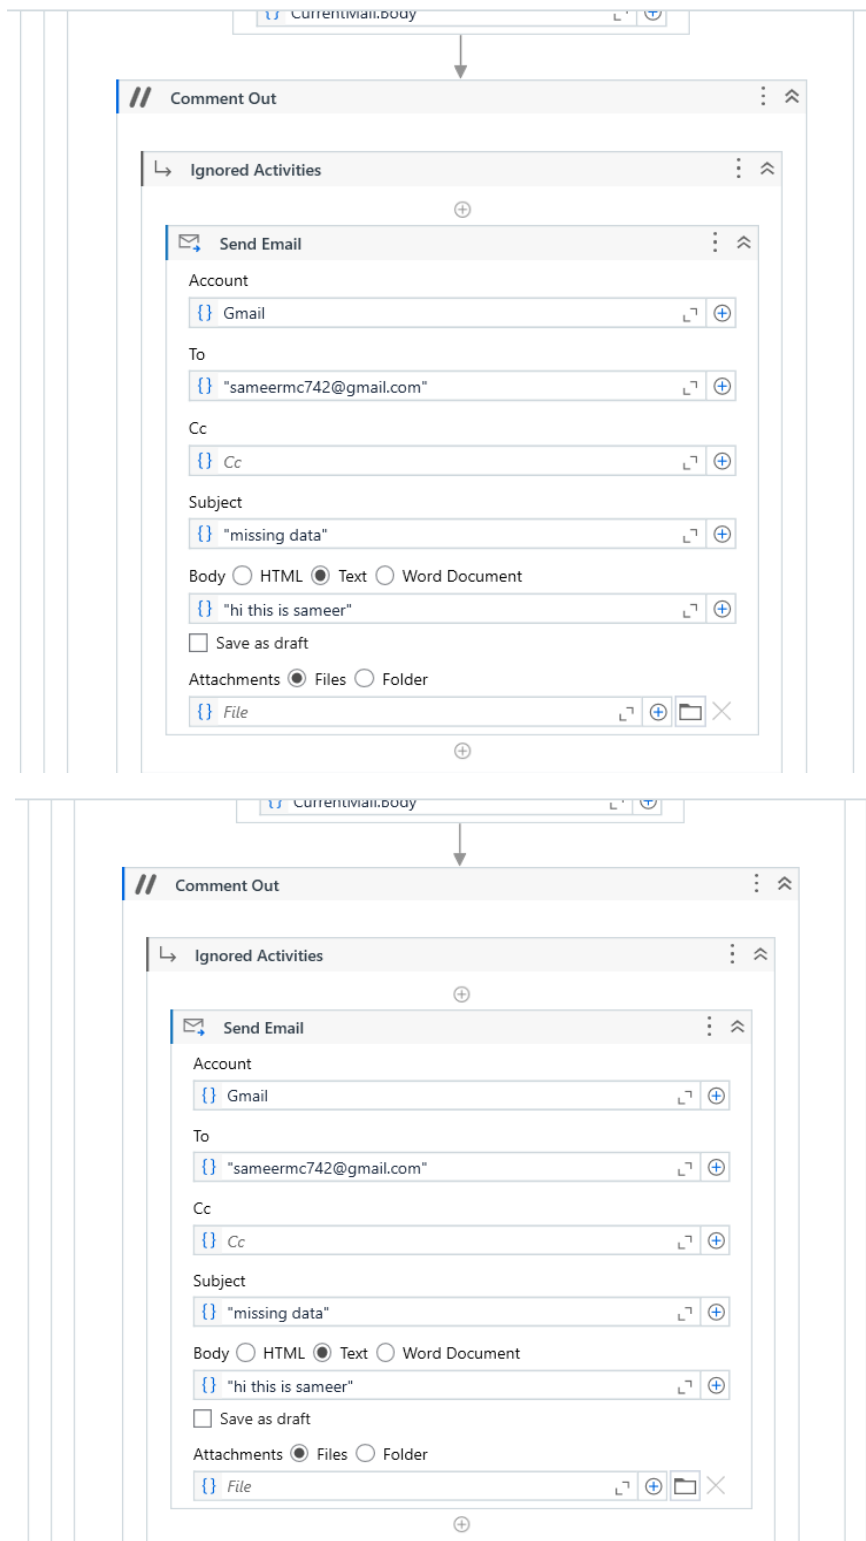 {} CurrentMail.Body
// Comment Out
Ignored Activities
Send Email
Account
{} Gmail
To
{} "sameermc742@gmail.com"
Cc
{} Cc
Subject
{} "missing data"
Body HTML Text Word Document
{} "hi this is sameer"
Save as draft
Attachments Files Folder
{} File
{} CurrentMail.Body
// Comment Out
Ignored Activities
Send Email
Account
{} Gmail
To
{} "sameermc742@gmail.com"
Cc
{} Cc
Subject
{} "missing data"
Body HTML Text Word Document
{} "hi this is sameer"
Save as draft
Attachments Files Folder
{} File